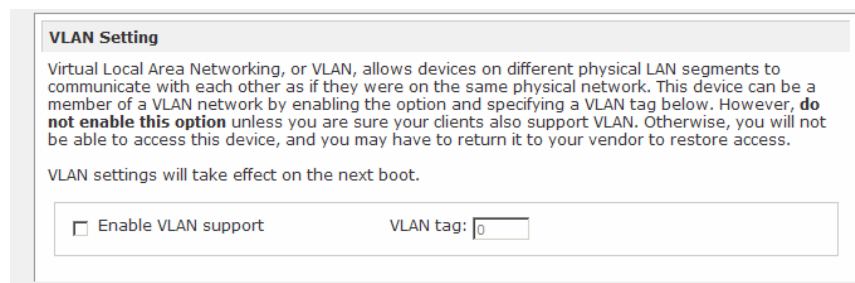 VLAN Setting
Virtual Local Area Networking, or VLAN, allows devices on different physical LAN segments to
communicate with each other as if they were on the same physical network. This device can be a
member of a VLAN network by enabling the option and specifying a VLAN tag below. However, do
not enable this option unless you are sure your clients also support VLAN. Otherwise, you will not
be able to access this device, and you may have to return it to your vendor to restore access.
VLAN settings will take effect on the next boot.
Enable VLAN support VLAN tag: 0